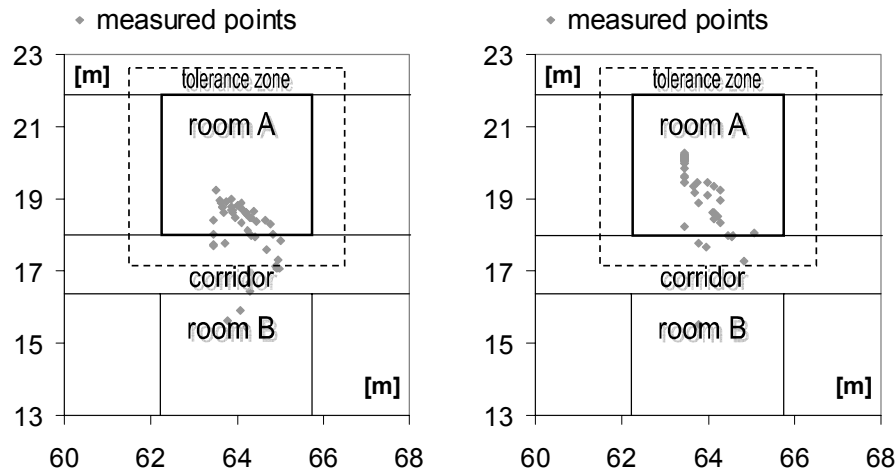 measured points
23
[m]
tolerance zone
21
room A
19
17
corridor
15
room B
[m]
13
60
62
64
66
68
measured points
23
[m]
tolerance zone
21
room A
19
17
corridor
15
room B
[m]
13
60
62
64
66
68